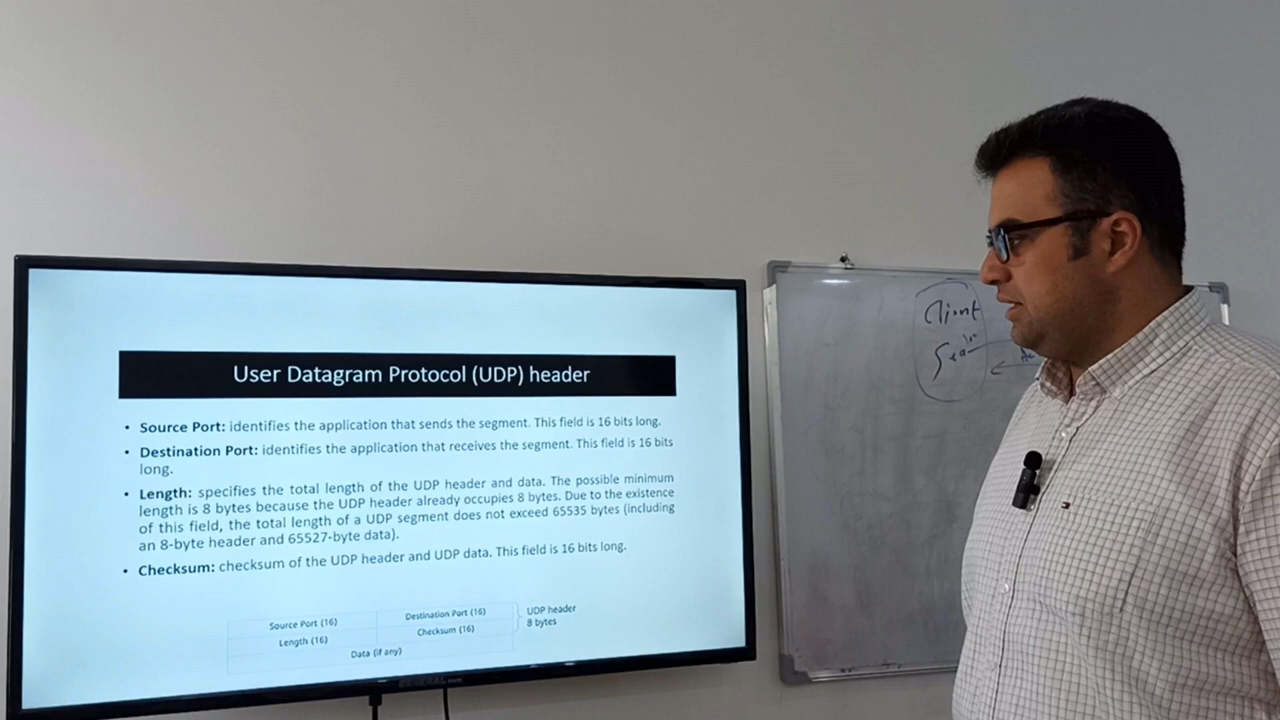 User Datagram Protocol (UDP) header
• Source Port: identifies the application that sends the segment. This field is 16 bits long.
• Destination Port: identifies the application that receives the segment. This field is 16 bits
long.
• Length: specifies the total length of the UDP header and data. The possible minimum
length is 8 bytes because the UDP header already occupies 8 bytes. Due to the existence
of this field, the total length of a UDP segment does not exceed 65535 bytes (including
an 8-byte header and 65527-byte data).
• Checksum: checksum of the UDP header and UDP data. This field is 16 bits long.
Source Port (16) Destination Port (16) UDP header
Length (16) Checksum (16) 8 bytes
Data (if any)
Client